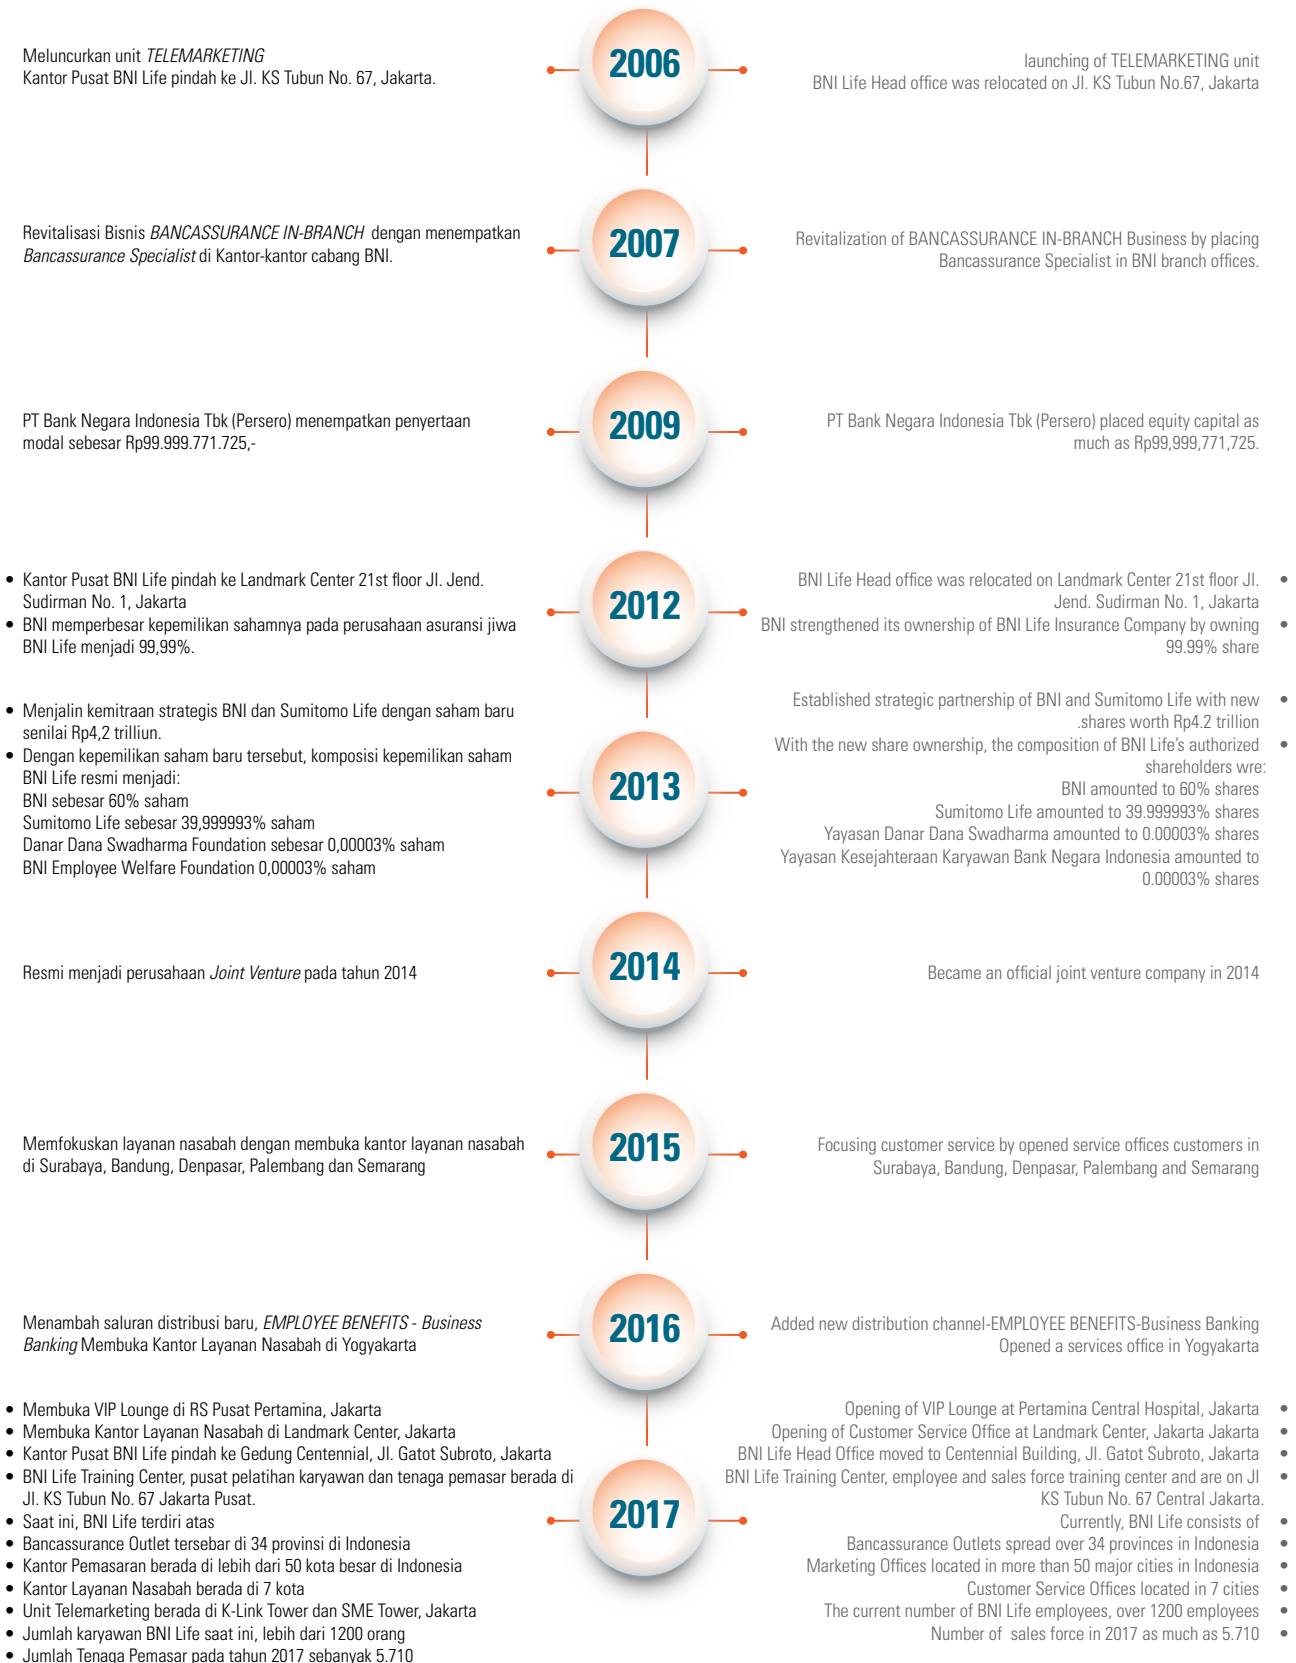 Meluncurkan unit TELEMARKETING
Kantor Pusat BNI Life pindah ke Jl. KS Tubun No. 67, Jakarta.
2006
launching of TELEMARKETING unit
BNI Life Head office was relocated on Jl. KS Tubun No.67, Jakarta
Revitalisasi Bisnis BANCASSURANCE IN-BRANCH dengan menempatkan
Bancassurance Specialist di Kantor-kantor cabang BNI.
2007
Revitalization of BANCASSURANCE IN-BRANCH Business by placing
Bancassurance Specialist in BNI branch offices.
PT Bank Negara Indonesia Tbk (Persero) menempatkan penyertaan
modal sebesar Rp99.999.771.725,-
2009
PT Bank Negara Indonesia Tbk (Persero) placed equity capital as
much as Rp99,999,771,725.
• Kantor Pusat BNI Life pindah ke Landmark Center 21st floor Jl. Jend.
Sudirman No. 1, Jakarta
• BNI memperbesar kepemilikan sahamnya pada perusahaan asuransi jiwa
BNI Life menjadi 99,99%.
2012
BNI Life Head office was relocated on Landmark Center 21st floor Jl. •
Jend. Sudirman No. 1, Jakarta
BNI strengthened its ownership of BNI Life Insurance Company by owning •
99.99% share
• Menjalin kemitraan strategis BNI dan Sumitomo Life dengan saham baru
senilai Rp4,2 trilliun.
• Dengan kepemilikan saham baru tersebut, komposisi kepemilikan saham
BNI Life resmi menjadi:
BNI sebesar 60% saham
Sumitomo Life sebesar 39,999993% saham
Danar Dana Swadharma Foundation sebesar 0,00003% saham
BNI Employee Welfare Foundation 0,00003% saham
2013
Established strategic partnership of BNI and Sumitomo Life with new •
.shares worth Rp4.2 trillion
With the new share ownership, the composition of BNI Life's authorized •
shareholders wre:
BNI amounted to 60% shares
Sumitomo Life amounted to 39.999993% shares
Yayasan Danar Dana Swadharma amounted to 0.00003% shares
Yayasan Kesejahteraan Karyawan Bank Negara Indonesia amounted to
0.00003% shares
Resmi menjadi perusahaan Joint Venture pada tahun 2014
2014
Became an official joint venture company in 2014
Memfokuskan layanan nasabah dengan membuka kantor layanan nasabah
di Surabaya, Bandung, Denpasar, Palembang dan Semarang
2015
Focusing customer service by opened service offices customers in
Surabaya, Bandung, Denpasar, Palembang and Semarang
Menambah saluran distribusi baru, EMPLOYEE BENEFITS - Business
Banking Membuka Kantor Layanan Nasabah di Yogyakarta
2016
Added new distribution channel-EMPLOYEE BENEFITS-Business Banking
Opened a services office in Yogyakarta
• Membuka VIP Lounge di RS Pusat Pertamina, Jakarta
• Membuka Kantor Layanan Nasabah di Landmark Center, Jakarta
• Kantor Pusat BNI Life pindah ke Gedung Centennial, Jl. Gatot Subroto, Jakarta
• BNI Life Training Center, pusat pelatihan karyawan dan tenaga pemasar berada di
Jl. KS Tubun No. 67 Jakarta Pusat.
• Saat ini, BNI Life terdiri atas
• Bancassurance Outlet tersebar di 34 provinsi di Indonesia
• Kantor Pemasaran berada di lebih dari 50 kota besar di Indonesia
• Kantor Layanan Nasabah berada di 7 kota
• Unit Telemarketing berada di K-Link Tower dan SME Tower, Jakarta
• Jumlah karyawan BNI Life saat ini, lebih dari 1200 orang
• Jumlah Tenaga Pemasar pada tahun 2017 sebanyak 5.710
2017
Opening of VIP Lounge at Pertamina Central Hospital, Jakarta •
Opening of Customer Service Office at Landmark Center, Jakarta Jakarta •
BNI Life Head Office moved to Centennial Building, Jl. Gatot Subroto, Jakarta •
BNI Life Training Center, employee and sales force training center and are on Jl •
KS Tubun No. 67 Central Jakarta.
Currently, BNI Life consists of •
Bancassurance Outlets spread over 34 provinces in Indonesia •
Marketing Offices located in more than 50 major cities in Indonesia •
Customer Service Offices located in 7 cities •
The current number of BNI Life employees, over 1200 employees •
Number of sales force in 2017 as much as 5.710 •